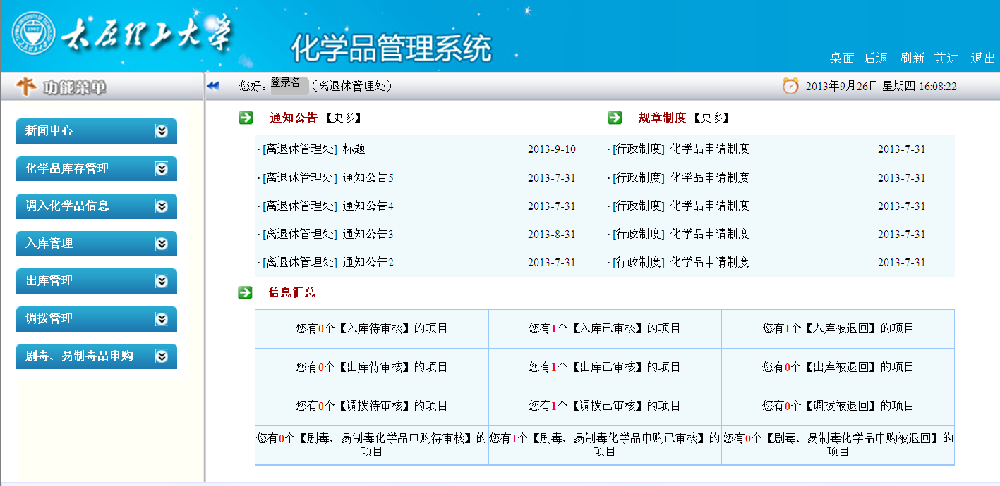 太原理工大学
化学品管理系统
桌面 后退 刷新 前进 退出
功能菜单
您好：登录名（离退休管理处）
2013年9月26日 星期四 16:08:22
新闻中心
化学品库存管理
调入化学品信息
入库管理
出库管理
调拨管理
剧毒、易制毒品申购
通知公告【更多】
·[离退休管理处] 标题 2013-9-10
·[离退休管理处] 通知公告5 2013-7-31
·[离退休管理处] 通知公告4 2013-7-31
·[离退休管理处] 通知公告3 2013-8-31
·[离退休管理处] 通知公告2 2013-7-31
规章制度【更多】
·[行政制度] 化学品申请制度 2013-7-31
·[行政制度] 化学品申请制度 2013-7-31
·[行政制度] 化学品申请制度 2013-7-31
·[行政制度] 化学品申请制度 2013-7-31
·[行政制度] 化学品申请制度 2013-7-31
信息汇总
您有0个【入库待审核】的项目 您有1个【入库已审核】的项目 您有1个【入库被退回】的项目
您有0个【出库待审核】的项目 您有1个【出库已审核】的项目 您有0个【出库被退回】的项目
您有0个【调拨待审核】的项目 您有1个【调拨已审核】的项目 您有0个【调拨被退回】的项目
您有0个【剧毒、易制毒化学品申购待审核】的
项目
您有1个【剧毒、易制毒化学品申购已审核】的
项目
您有0个【剧毒、易制毒化学品申购被退回】的
项目